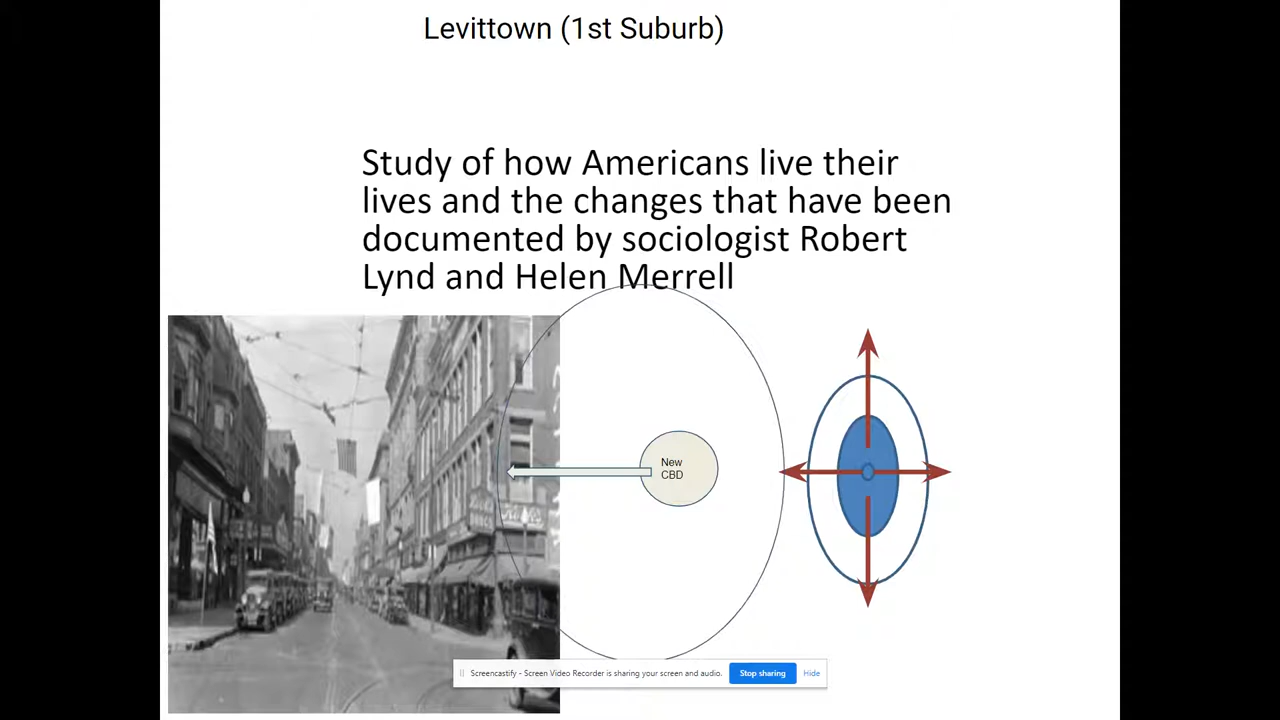 Levittown (1st Suburb)
Study of how Americans live their
lives and the changes that have been
documented by sociologist Robert
Lynd and Helen Merrell
New
CBD
Screencastify - Screen Video Recorder is sharing your screen and audio.
Stop sharing
Hide